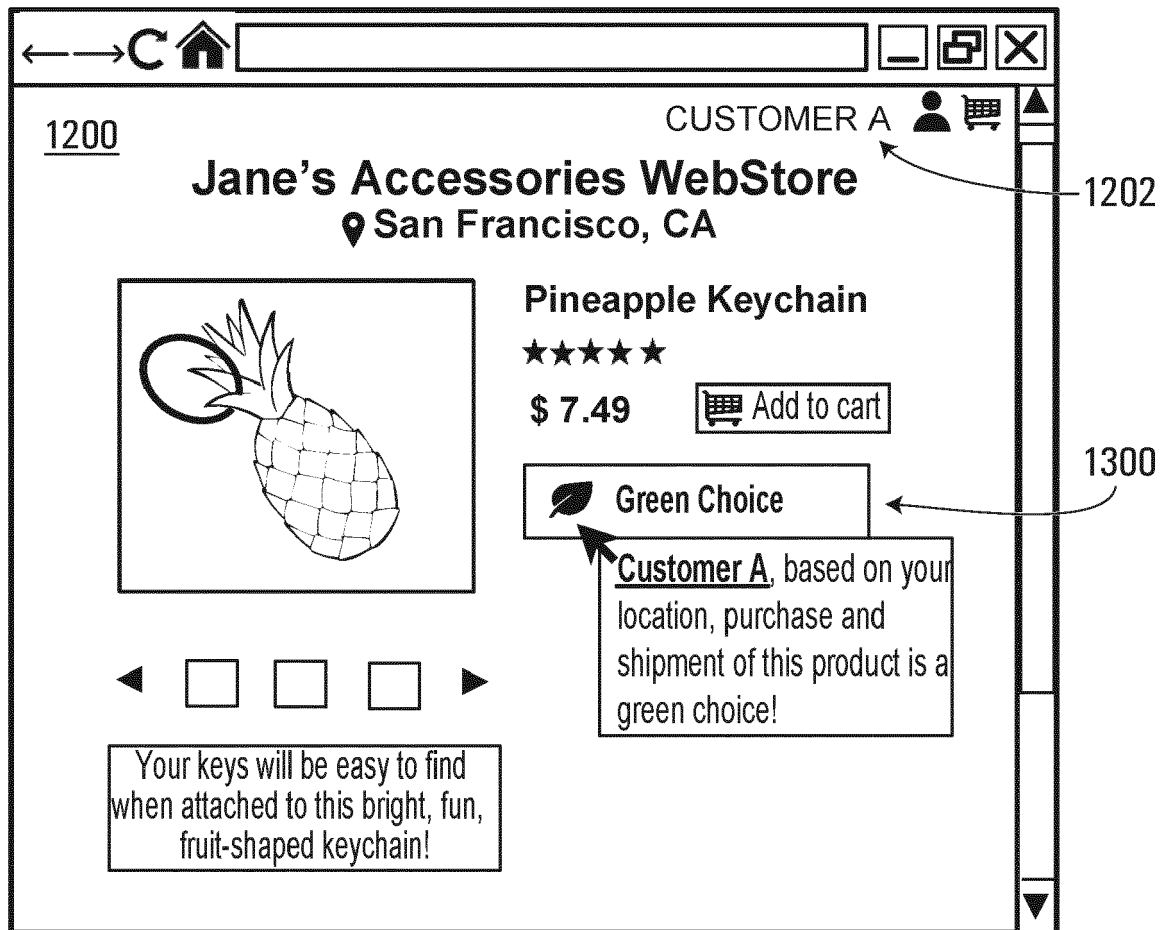 CUSTOMER A
1200
1202
Jane's Accessories WebStore
San Francisco, CA
Pineapple Keychain
$ 7.49
Add to cart
1300
Green Choice
Customer A, based on your
location, purchase and
shipment of this product is a
green choice!
Your keys will be easy to find
when attached to this bright, fun,
fruit-shaped keychain!